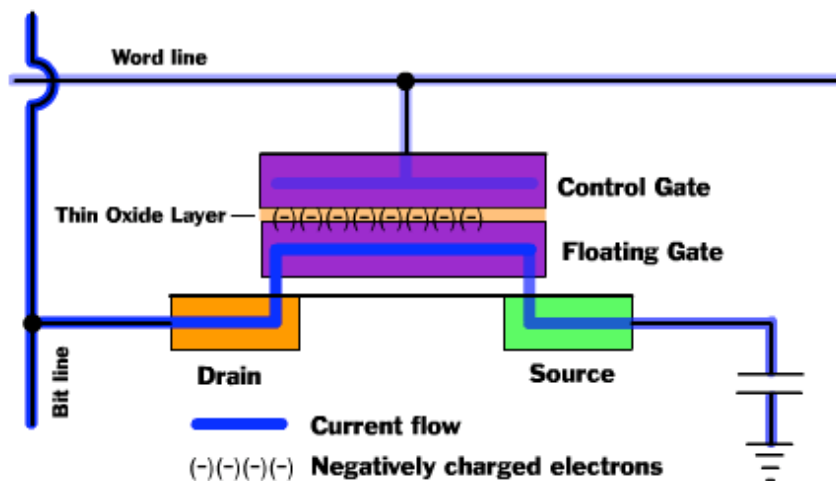 Word line
Control Gate
Thin Oxide Layer
(-)(-)(-)(-)(-)(-)(-)(-)
Floating Gate
Drain
Source
Bit line
Current flow
(-)(-)(-)(-) Negatively charged electrons